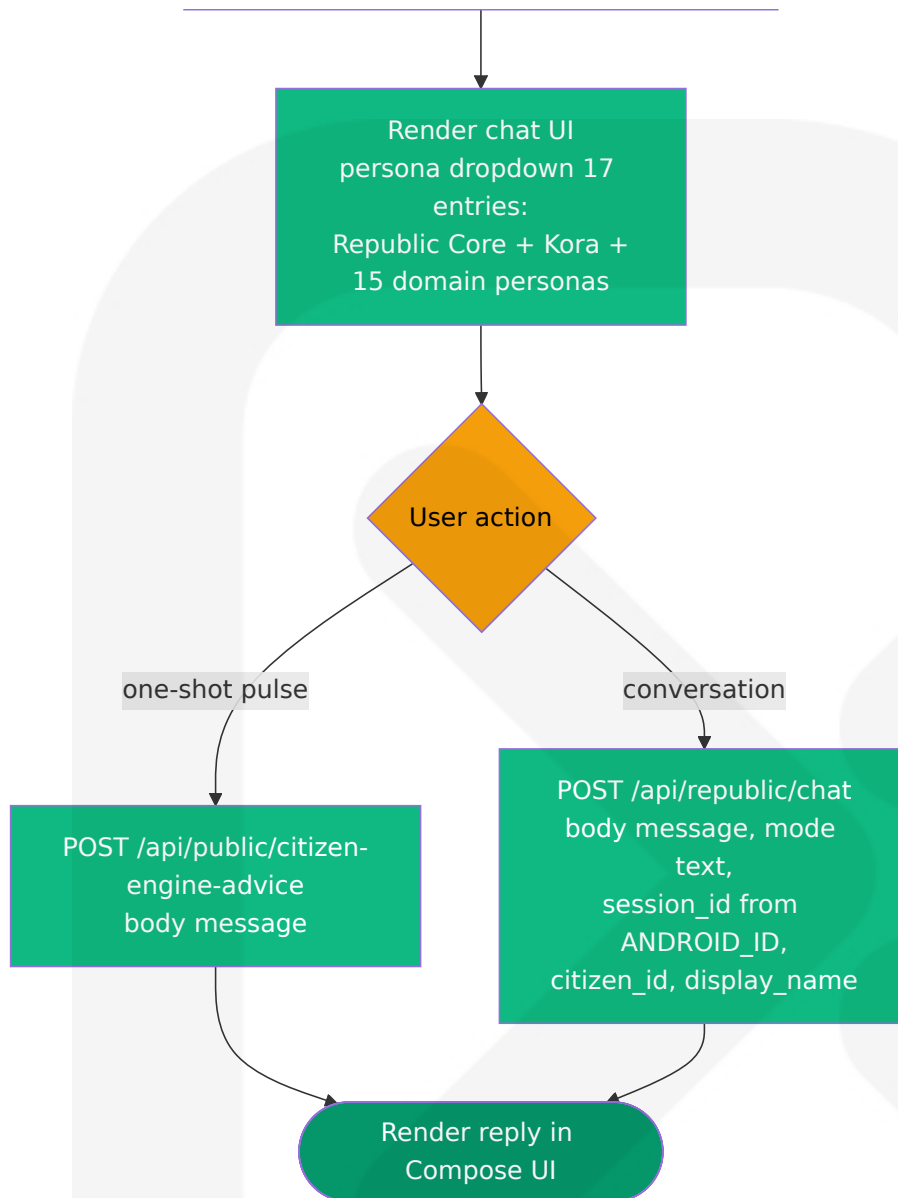 Render chat UI
persona dropdown 17
entries:
Republic Core + Kora +
15 domain personas
User action
one-shot pulse
conversation
POST /api/public/citizen-
engine-advice
body message
POST /api/republic/chat
body message, mode
text,
session_id from
ANDROID_ID,
citizen_id, display_name
Render reply in
Compose UI